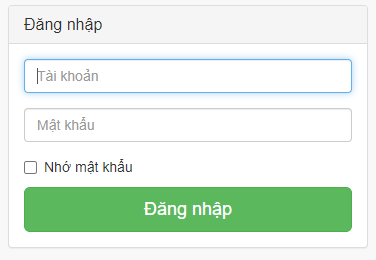 Đăng nhập
Tài khoản
Mật khẩu
Nhớ mật khẩu
Đăng nhập